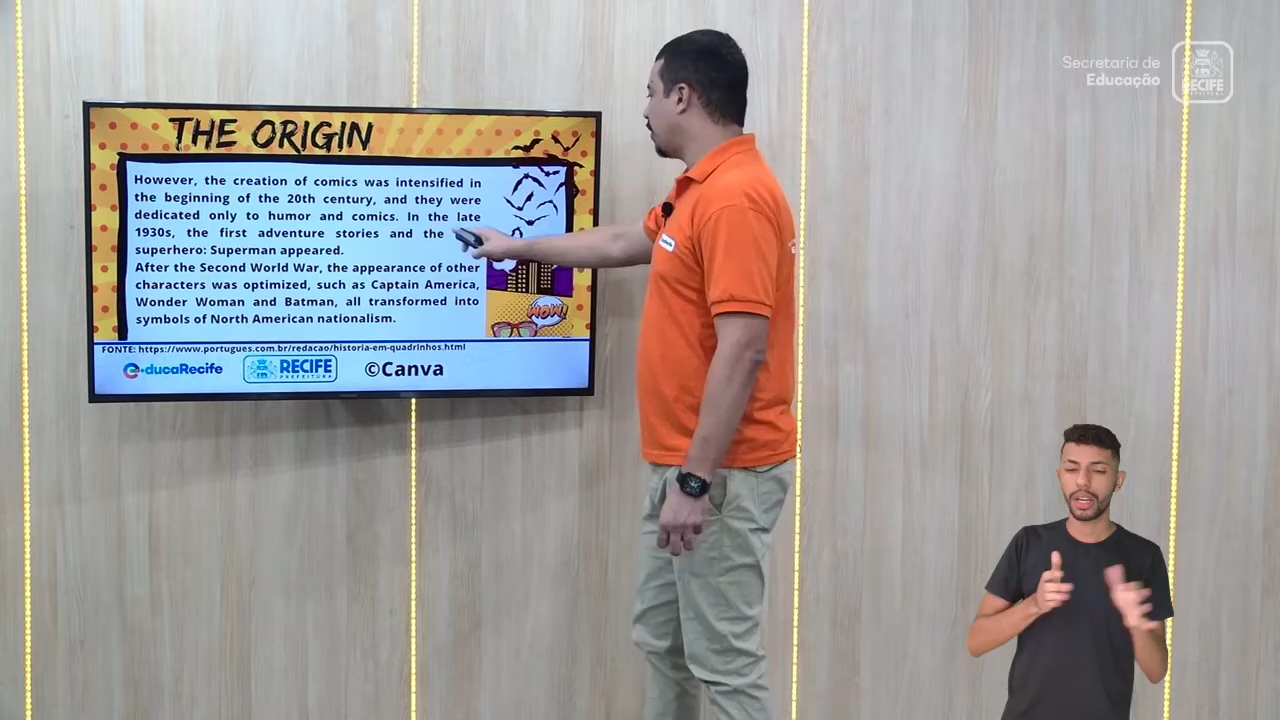 Secretaria de
Educação
RECIFE
PREFEITURA
THE ORIGIN
However, the creation of comics was intensified in
the beginning of the 20th century, and they were
dedicated only to humor and comics. In the late
1930s, the first adventure stories and the
superhero: Superman appeared.
After the Second World War, the appearance of other
characters was optimized, such as Captain America,
Wonder Woman and Batman, all transformed into
symbols of North American nationalism.
WOW!
FONTE: https://www.portugues.com.br/redacao/historia-em-quadrinhos.html
e-ducaRecife
RECIFE
PREFEITURA
©Canva